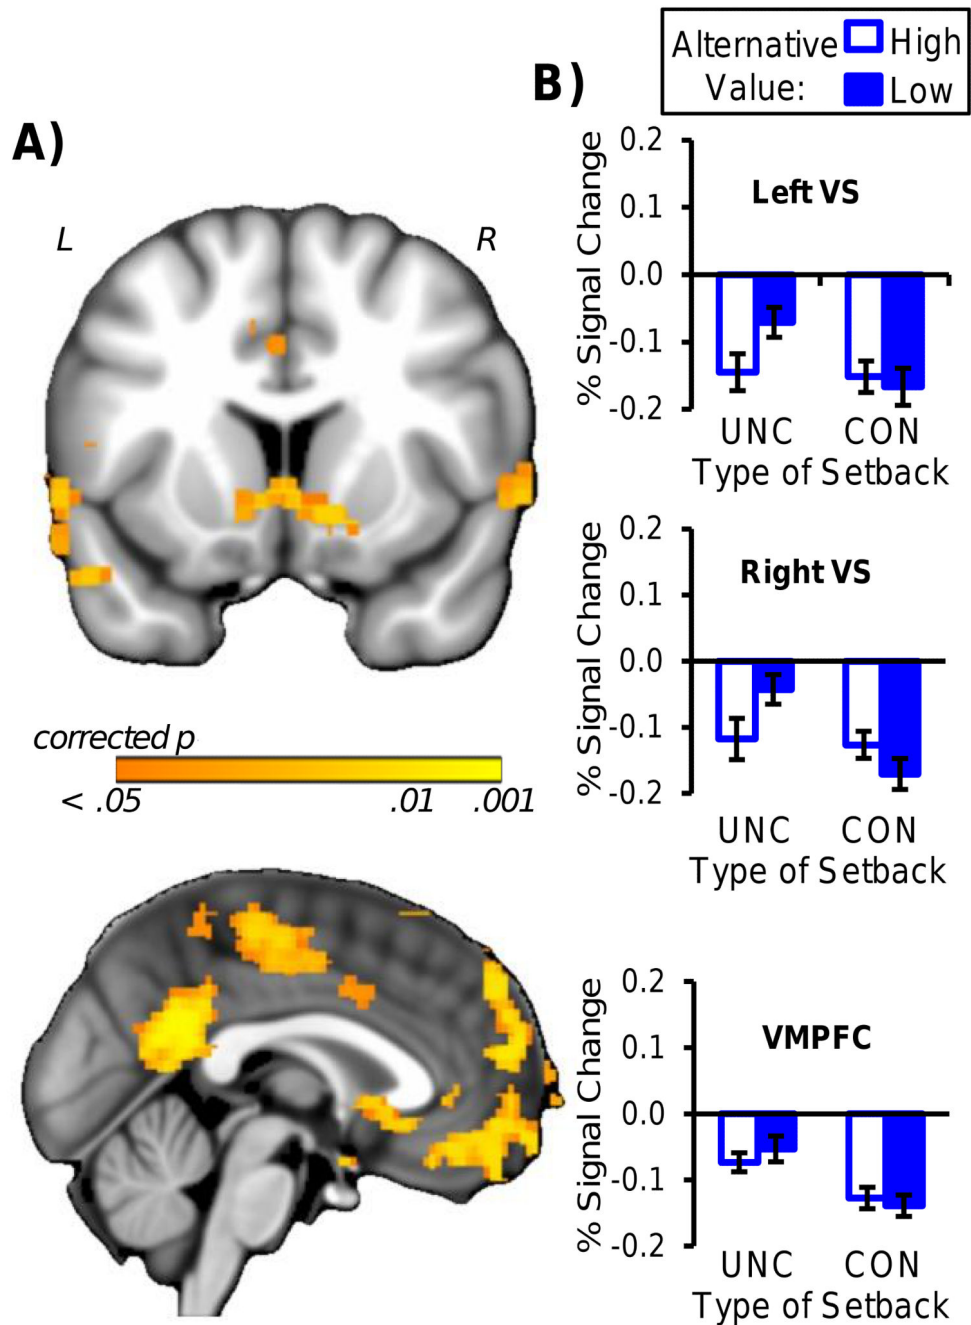 A)
L
R
corrected p
< .05
.01
.001
B)
Alternative High
Value: Low
% Signal Change
0.2
0.1
0.0
-0.1
-0.2
Left VS
UNC CON
Type of Setback
% Signal Change
0.2
0.1
0.0
-0.1
-0.2
Right VS
UNC CON
Type of Setback
% Signal Change
0.2
0.1
0.0
-0.1
-0.2
VMPFC
UNC CON
Type of Setback